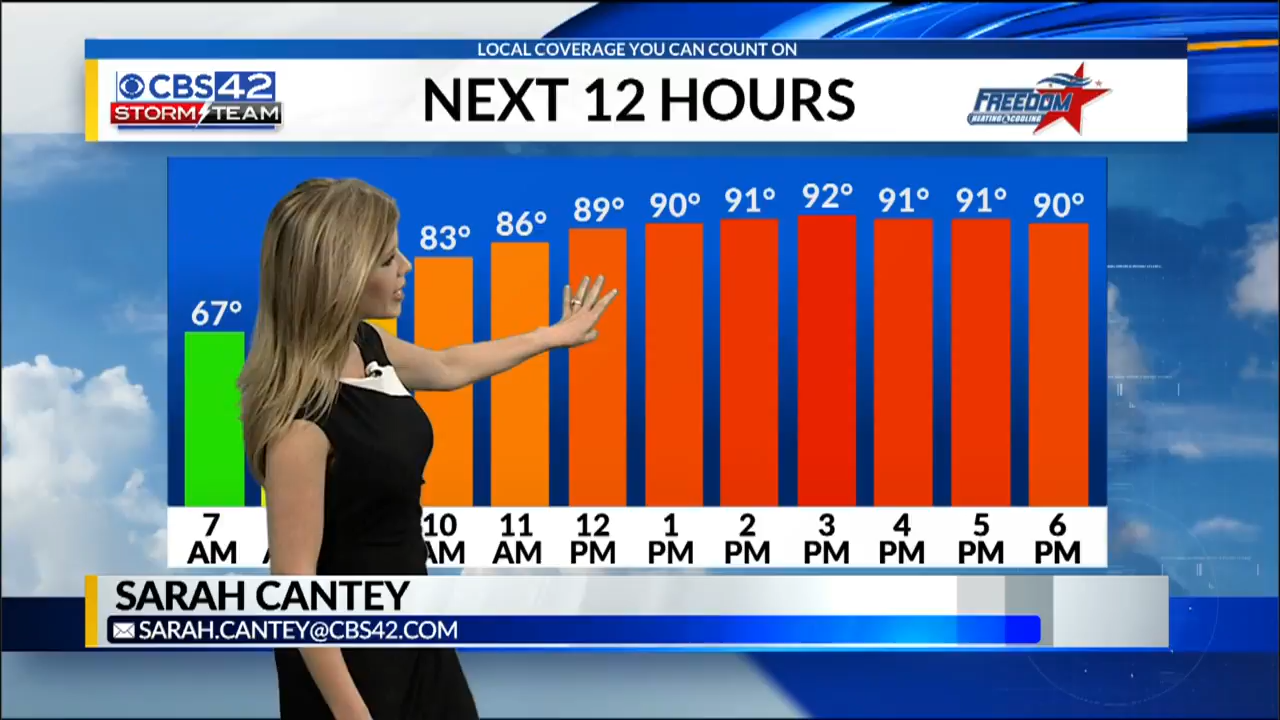 LOCAL COVERAGE YOU CAN COUNT ON
CBS 42
STORM TEAM
NEXT 12 HOURS
FREEDOM
HEATING & COOLING
67° 83° 86° 89° 90° 91° 92° 91° 91° 90°
7 10 11 12 1 2 3 4 5 6
AM AM AM PM PM PM PM PM PM PM
SARAH CANTEY
SARAH.CANTEY@CBS42.COM